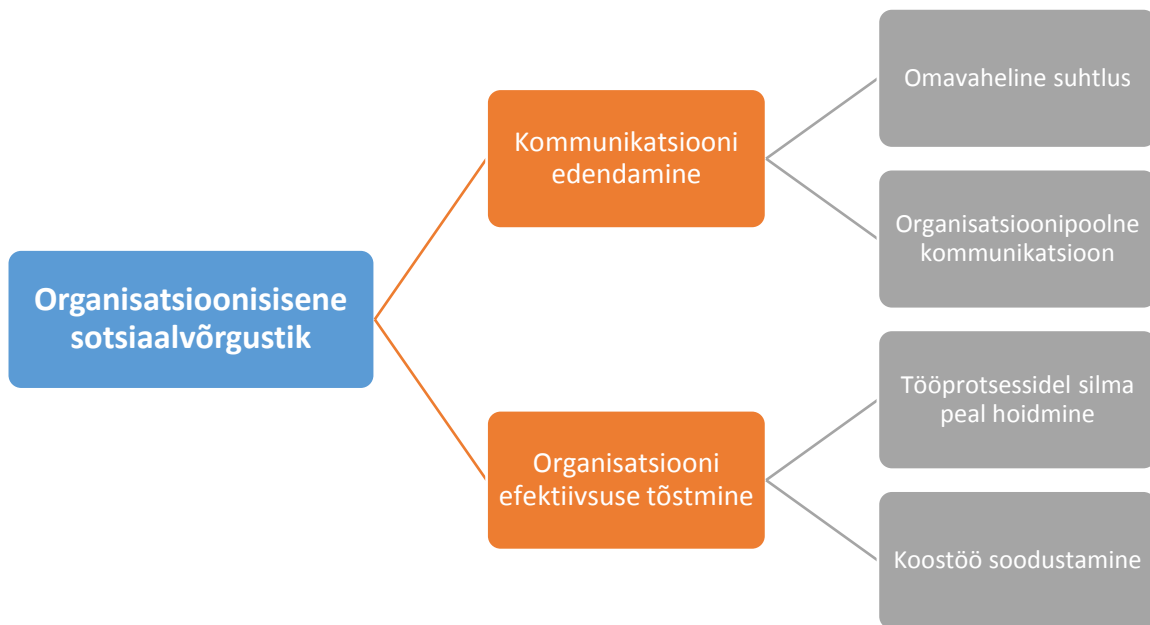 Organisatsioonisisene
sotsiaalvõrgustik
Kommunikatsiooni
edendamine
Omavaheline suhtlus
Organisatsioonipoolne
kommunikatsioon
Organisatsiooni
efektiivsuse tõstmine
Tööprotsessidel silma
peal hoidmine
Koostöö soodustamine